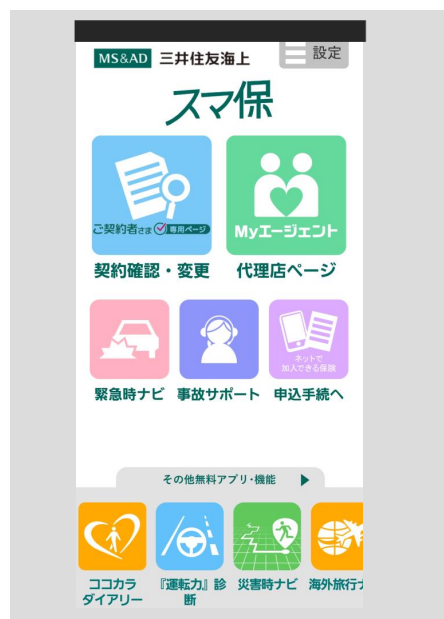 MS&AD 三井住友海上
設定
スマ保
ご契約者さま 専用ページ
Myエージェント
契約確認・変更
代理店ページ
ネットで
加入できる保険
緊急時ナビ
事故サポート
申込手続へ
その他無料アプリ・機能
ココカラ
ダイアリー
『運転力』診
断
災害時ナビ
海外旅行ナ